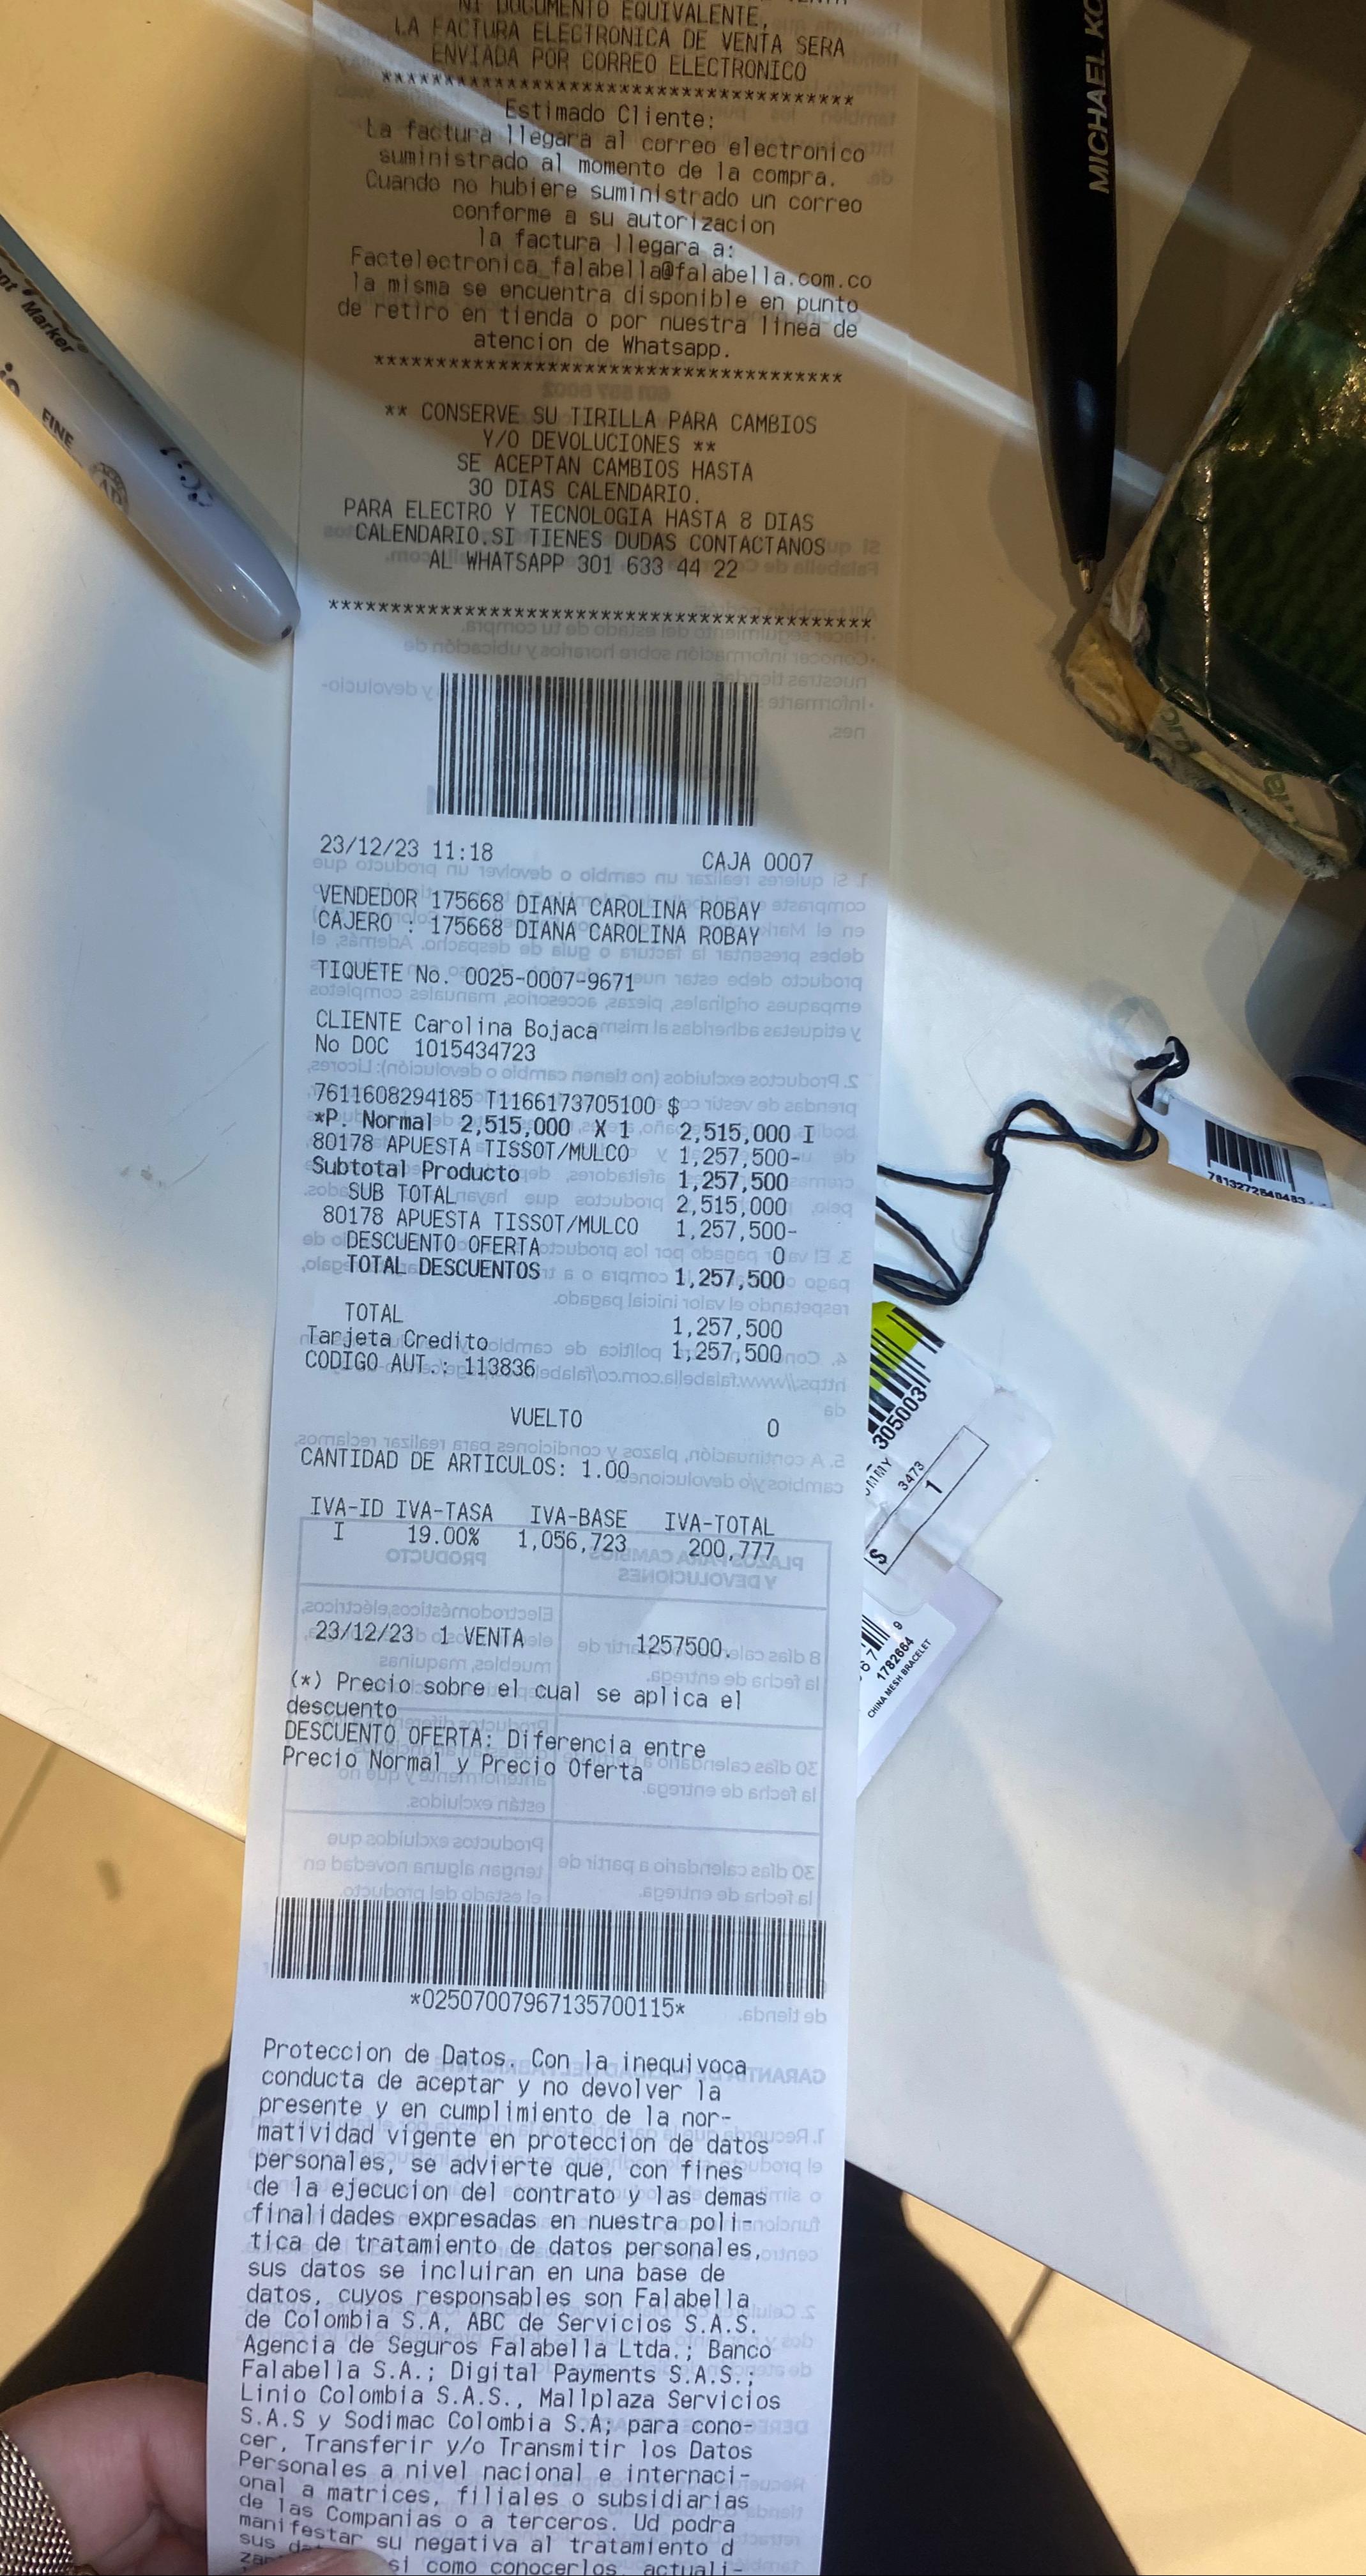 NI DOCUMENTO EQUIVALENTE,
LA FACTURA ELECTRONICA DE VENTA SERA
ENVIADA POR CORREO ELECTRONICO
****************************************
Estimado Cliente:
La factura llegara al correo electronico
suministrado al momento de la compra.
Cuando no hubiere suministrado un correo
conforme a su autorizacion
la factura llegara a:
Factelectronica_falabella@falabella.com.co
la misma se encuentra disponible en punto
de retiro en tienda o por nuestra linea de
atencion de Whatsapp.
****************************************
** CONSERVE SU TIRILLA PARA CAMBIOS
Y/O DEVOLUCIONES **
SE ACEPTAN CAMBIOS HASTA
30 DIAS CALENDARIO.
PARA ELECTRO Y TECNOLOGIA HASTA 8 DIAS
CALENDARIO.SI TIENES DUDAS CONTACTANOS
AL WHATSAPP 301 633 44 22
******************************************
23/12/23 11:18 CAJA 0007
VENDEDOR 175668 DIANA CAROLINA ROBAY
CAJERO : 175668 DIANA CAROLINA ROBAY
TIQUETE No. 0025-0007-9671
CLIENTE Carolina Bojaca
No DOC 1015434723
7611608294185 T1166173705100 $
*P. Normal 2,515,000 X 1 2,515,000 I
80178 APUESTA TISSOT/MULCO 1,257,500-
Subtotal Producto 1,257,500
SUB TOTAL 2,515,000
80178 APUESTA TISSOT/MULCO 1,257,500-
DESCUENTO OFERTA 0
TOTAL DESCUENTOS 1,257,500
TOTAL 1,257,500
Tarjeta Credito 1,257,500
CODIGO AUT.: 113836
VUELTO 0
CANTIDAD DE ARTICULOS: 1.00
IVA-ID IVA-TASA IVA-BASE IVA-TOTAL
I 19.00% 1,056,723 200,777
23/12/23 1 VENTA 1257500.
(*) Precio sobre el cual se aplica el
descuento
DESCUENTO OFERTA: Diferencia entre
Precio Normal y Precio Oferta
*02507007967135700115*
Proteccion de Datos. Con la inequivoca
conducta de aceptar y no devolver la
presente y en cumplimiento de la nor-
matividad vigente en proteccion de datos
personales, se advierte que, con fines
de la ejecucion del contrato y las demas
finalidades expresadas en nuestra poli-
tica de tratamiento de datos personales,
sus datos se incluiran en una base de
datos, cuyos responsables son Falabella
de Colombia S.A, ABC de Servicios S.A.S.
Agencia de Seguros Falabella Ltda.; Banco
Falabella S.A.; Digital Payments S.A.S.;
Linio Colombia S.A.S., Mallplaza Servicios
S.A.S y Sodimac Colombia S.A; para cono-
cer, Transferir y/o Transmitir los Datos
Personales a nivel nacional e internaci-
onal a matrices, filiales o subsidiarias
de las Companias o a terceros. Ud podra
manifestar su negativa al tratamiento d
sus
si como conocerlos, actuali-
MICHAEL KO
Marker
FINE
305003
3473
$ 1
1782664
CHINA MESH BRACELET